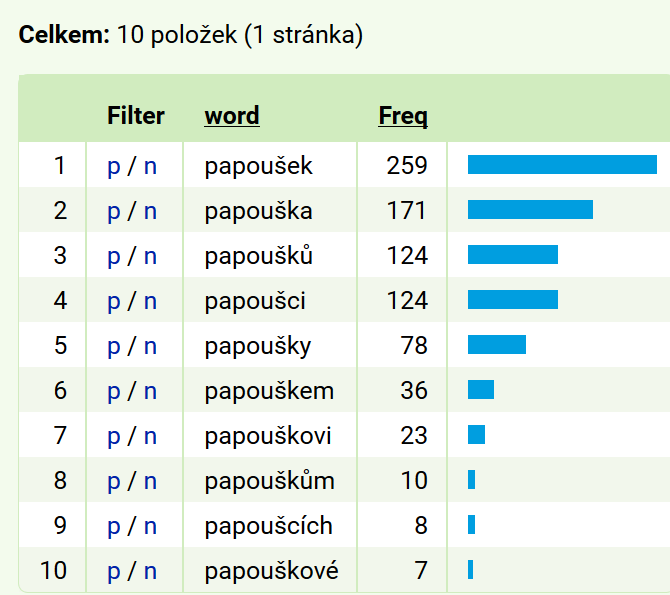 Celkem: 10 položek (1 stránka)
Filter word Freq
1 p / n papoušek 259
2 p / n papouška 171
3 p / n papoušků 124
4 p / n papoušci 124
5 p / n papoušky 78
6 p / n papouškem 36
7 p / n papouškovi 23
8 p / n papouškům 10
9 p / n papoušcích 8
10 p / n papouškové 7